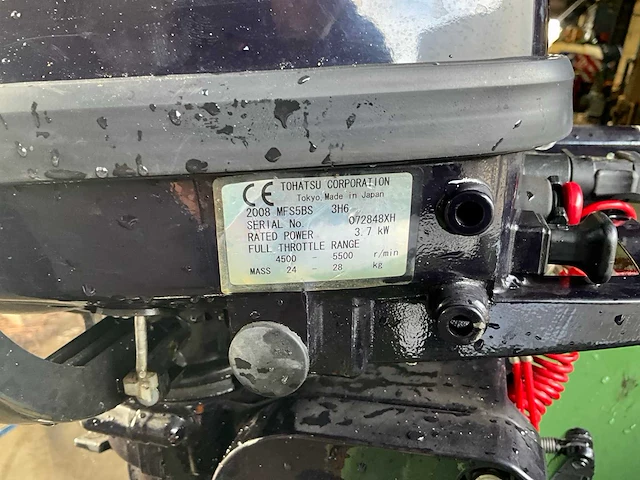 CE TOHATSU CORPORATION
Tokyo, Made in Japan
2008 MFS5BS 3H6
SERIAL No. 072848XH
RATED POWER 3.7 kW
FULL THROTTLE RANGE
4500 - 5500 r/min
MASS 24 - 28 kg